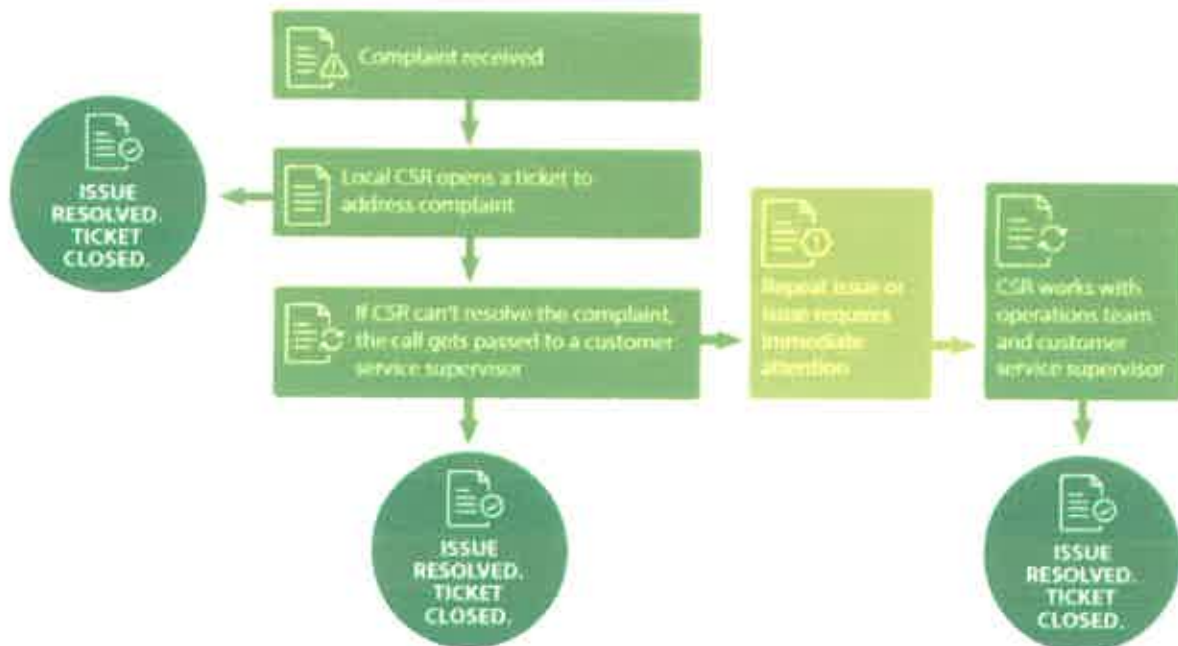 Complaint received
Local CSR opens a ticket to
address complaint
ISSUE
RESOLVED.
TICKET
CLOSED.
If CSR can't resolve the complaint,
the call gets passed to a customer
service supervisor
Repeat issue or
issue requires
immediate
attention
CSR works with
operations team
and customer
service supervisor
ISSUE
RESOLVED.
TICKET
CLOSED.
ISSUE
RESOLVED.
TICKET
CLOSED.